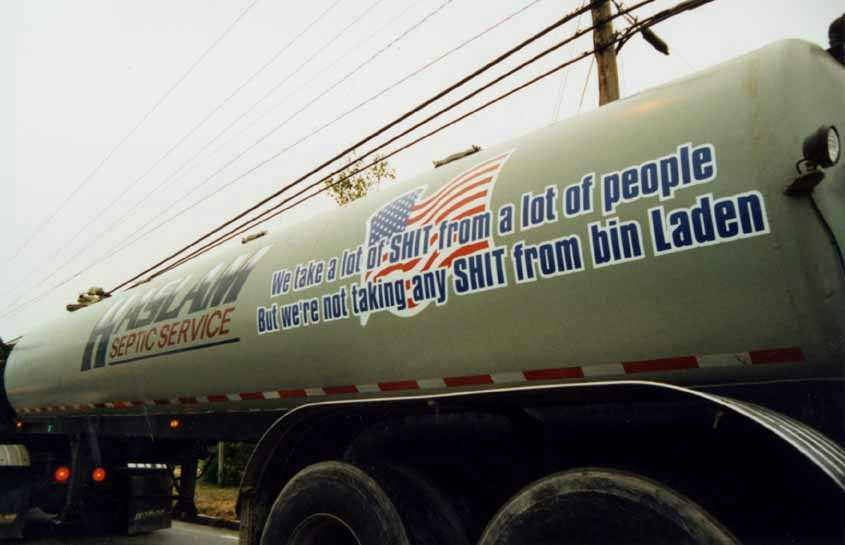 HASLAM
SEPTIC SERVICE
We take a lot of SHIT from a lot of people
But we're not taking any SHIT from bin Laden